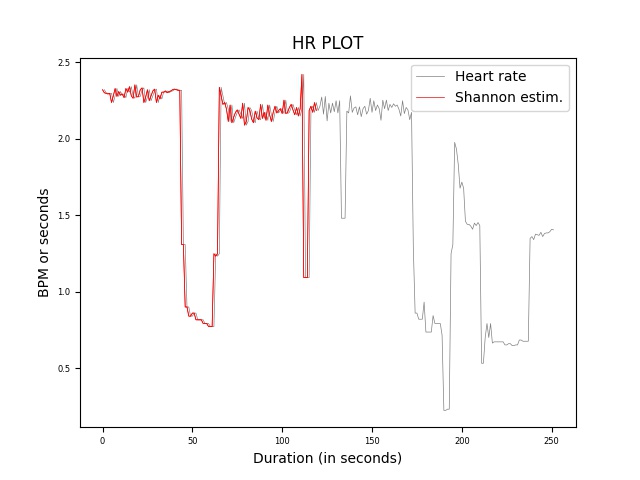 HR PLOT
Heart rate
Shannon estim.
BPM or seconds
2.5
2.0
1.5
1.0
0.5
0
50
100
150
200
250
Duration (in seconds)